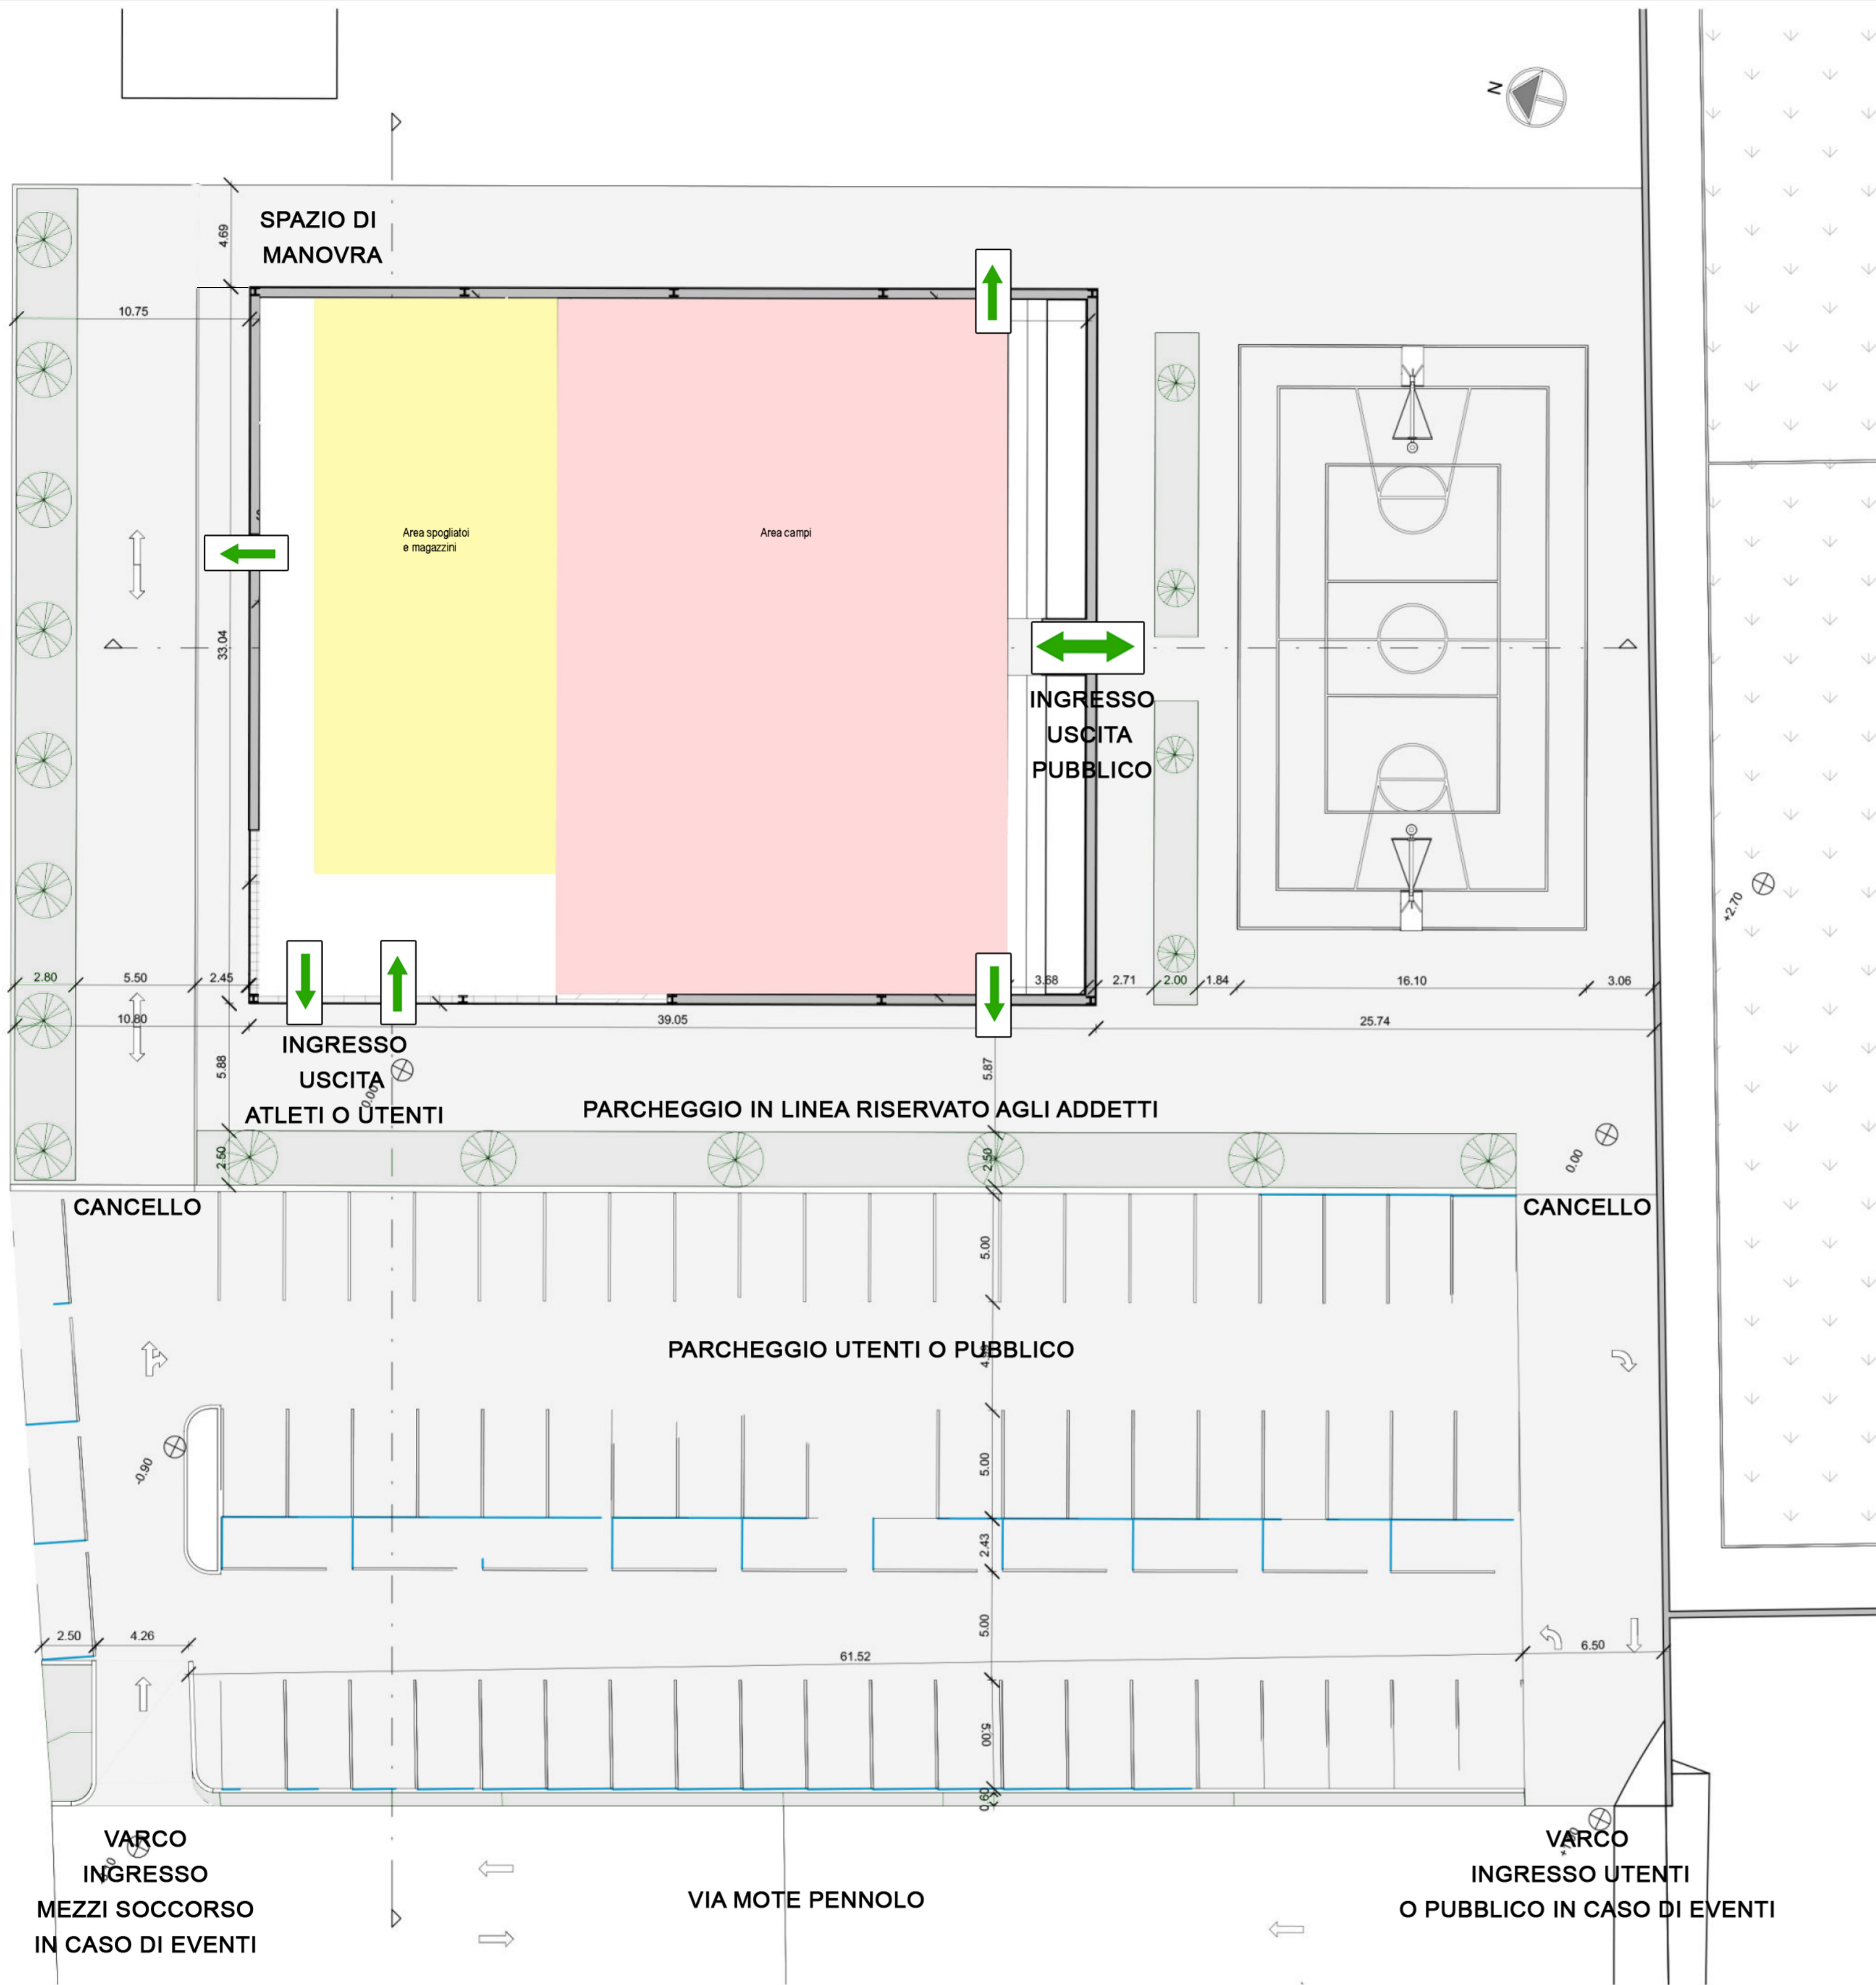 N
SPAZIO DI
MANOVRA
4.69
10.75
Area spogliatoi
e magazzini
Area campi
33.04
INGRESSO
USCITA
PUBBLICO
+2.70
2.80
5.50
2.45
3.68
2.71
2.00
1.84
16.10
3.06
10.80
39.05
25.74
INGRESSO
USCITA
ATLETI O UTENTI
5.88
0.00
5.87
PARCHEGGIO IN LINEA RISERVATO AGLI ADDETTI
0.00
2.50
2.50
CANCELLO
CANCELLO
5.00
PARCHEGGIO UTENTI O PUBBLICO
-0.90
5.00
2.43
2.50
4.26
5.00
61.52
6.50
5.00
0.60
VARCO
INGRESSO
MEZZI SOCCORSO
IN CASO DI EVENTI
VIA MOTE PENNOLO
VARCO
INGRESSO UTENTI
O PUBBLICO IN CASO DI EVENTI